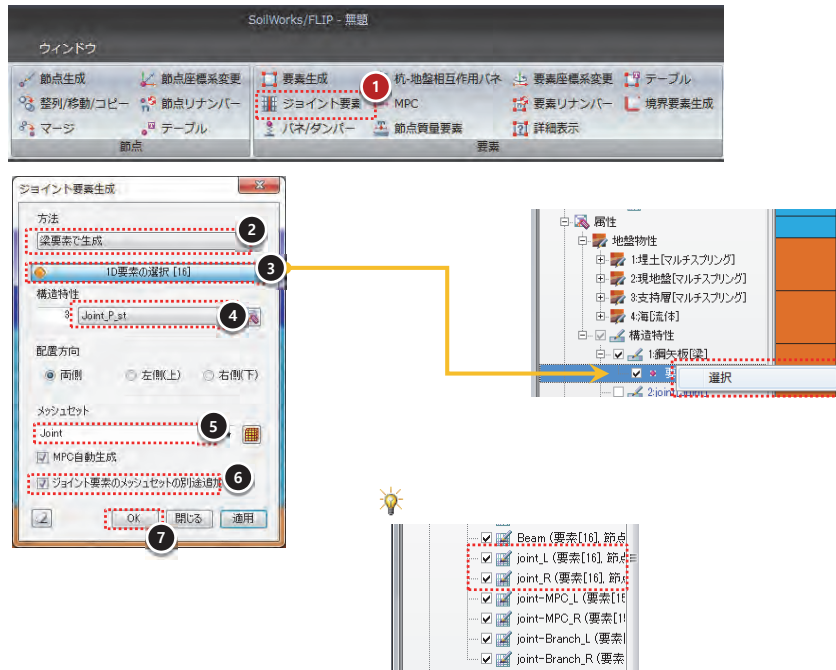 SoilWorks/FLIP - 無題
ウィンドウ
節点生成 節点座標系変更 要素生成 杭-地盤相互作用バネ 要素座標系変更 テーブル
整列/移動/コピー 節点リナンバー ジョイント要素 MPC 要素リナンバー 境界要素生成
マージ テーブル バネ/ダンパー 節点質量要素 詳細表示
節点 要素
1
ジョイント要素生成
方法
梁要素で生成
2
1D要素の選択 [16]
3
構造特性
3 Joint_P_st
4
配置方向
両側 左側(上) 右側(下)
メッシュセット
Joint
5
MPC自動生成
ジョイント要素のメッシュセットの別途追加
6
OK 閉じる 適用
7
属性
地盤物性
1:埋土[マルチスプリング]
2:現地盤[マルチスプリング]
3:支持層[マルチスプリング]
4:海[流体]
構造特性
1:鋼矢板[梁]
選択
Beam (要素[16], 節点
joint_L (要素[16], 節点
joint_R (要素[16], 節
joint-MPC_L (要素[15
joint-MPC_R (要素[1
joint-Branch_L (要素[
joint-Branch_R (要素